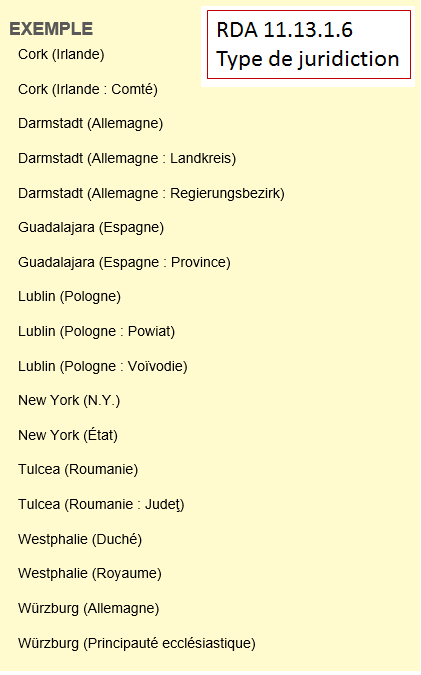 EXEMPLE
RDA 11.13.1.6
Type de juridiction
Cork (Irlande)
Cork (Irlande : Comté)
Darmstadt (Allemagne)
Darmstadt (Allemagne : Landkreis)
Darmstadt (Allemagne : Regierungsbezirk)
Guadalajara (Espagne)
Guadalajara (Espagne : Province)
Lublin (Pologne)
Lublin (Pologne : Powiat)
Lublin (Pologne : Voïvodie)
New York (N.Y.)
New York (État)
Tulcea (Roumanie)
Tulcea (Roumanie : Judeţ)
Westphalie (Duché)
Westphalie (Royaume)
Würzburg (Allemagne)
Würzburg (Principauté ecclésiastique)